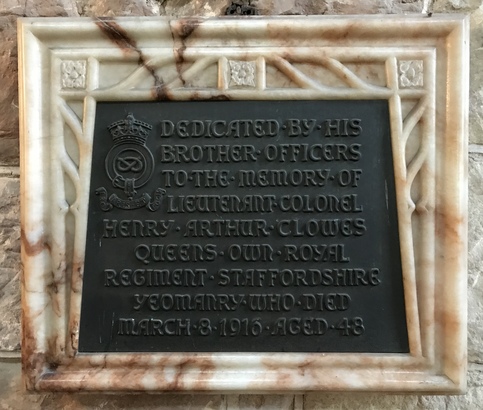 DEDICATED·BY·HIS
BROTHER·OFFICERS
TO·THE·MEMORY·OF
LIEUTENANT·COLONEL
HENRY·ARTHUR·CLOWES
QUEENS·OWN·ROYAL
REGIMENT·STAFFORDSHIRE
YEOMANRY·WHO·DIED
MARCH·8·1916·AGED·48